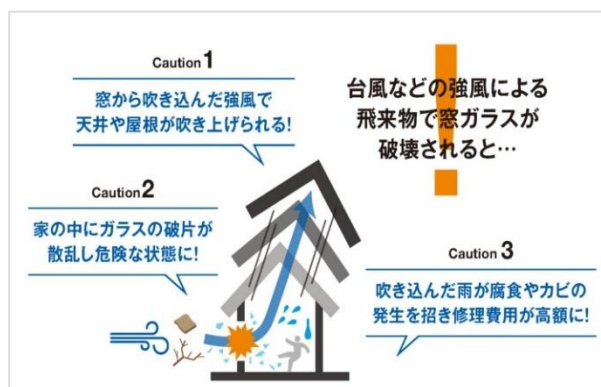 台風などの強風による
飛来物で窓ガラスが
破壊されると…
Caution 1
窓から吹き込んだ強風で
天井や屋根が吹き上げられる!
Caution 2
家の中にガラスの破片が
散乱し危険な状態に!
Caution 3
吹き込んだ雨が腐食やカビの
発生を招き修理費用が高額に!